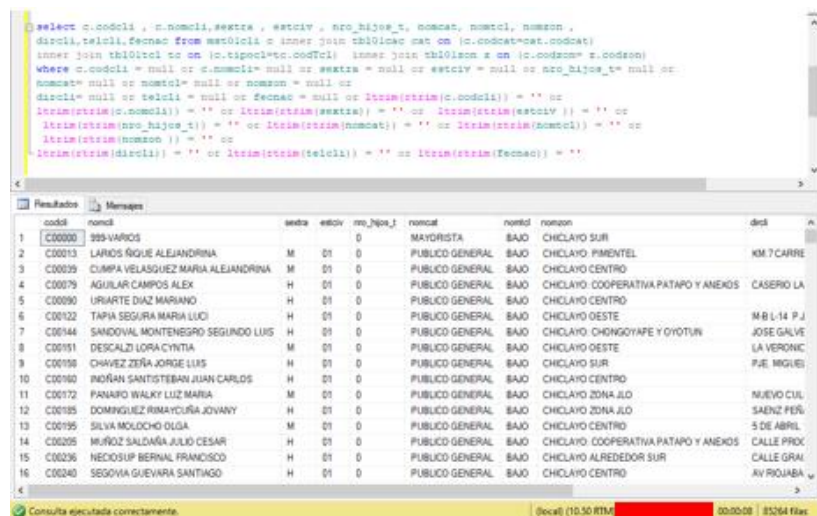 select c.codcli , c.nomcli,sextra , estciv , nro_hijos_t, nomcat, nomtcl, nomzon ,
dircli,telcli,fecnac from mst01cli c inner join tbl01cac cat on (c.codcat=cat.codcat)
inner join tbl01tcl tc on (c.tipocl=tc.codTcl) inner join tbl01zon z on (c.codzon= z.codzon)
where c.codcli = null or c.nomcli= null or sextra = null or estciv = null or nro_hijos_t= null or
nomcat= null or nomtcl= null or nomzon = null or
dircli= null or telcli = null or fecnac = null or ltrim(rtrim(c.codcli)) = '' or
ltrim(rtrim(c.nomcli)) = '' or ltrim(rtrim(sextra)) = '' or ltrim(rtrim(estciv )) = '' or
ltrim(rtrim(nro_hijos_t)) = '' or ltrim(rtrim(nomcat)) = '' or ltrim(rtrim(nomtcl)) = '' or
ltrim(rtrim(nomzon )) = '' or
ltrim(rtrim(dircli)) = '' or ltrim(rtrim(telcli)) = '' or ltrim(rtrim(fecnac)) = ''
Resultados Mensajes
codcli nomcli sextra estciv nro_hijos_t nomcat nomtcl nomzon dircli
1 C00000 999-VARIOS 0 MAYORISTA BAJO CHICLAYO SUR
2 C00013 LARIOS ÑIQUE ALEJANDRINA M 01 0 PUBLICO GENERAL BAJO CHICLAYO: PIMENTEL KM.7 CARRE
3 C00039 CUMPA VELASQUEZ MARIA ALEJANDRINA M 01 0 PUBLICO GENERAL BAJO CHICLAYO CENTRO
4 C00079 AGUILAR CAMPOS ALEX H 01 0 PUBLICO GENERAL BAJO CHICLAYO: COOPERATIVA PATAPO Y ANEXOS CASERIO LA
5 C00090 URIARTE DIAZ MARIANO H 01 0 PUBLICO GENERAL BAJO CHICLAYO CENTRO
6 C00122 TAPIA SEGURA MARIA LUCI H 01 0 PUBLICO GENERAL BAJO CHICLAYO OESTE M-B L-14 P.J
7 C00144 SANDOVAL MONTENEGRO SEGUNDO LUIS H 01 0 PUBLICO GENERAL BAJO CHICLAYO: CHONGOYAPE Y OYOTUN JOSE GALVE
8 C00151 DESCALZI LORA CYNTIA M 01 0 PUBLICO GENERAL BAJO CHICLAYO OESTE LA VERONIC
9 C00158 CHAVEZ ZEÑA JORGE LUIS H 01 0 PUBLICO GENERAL BAJO CHICLAYO SUR PJE. MIGUEL
10 C00160 INOÑAN SANTISTEBAN JUAN CARLOS H 01 0 PUBLICO GENERAL BAJO CHICLAYO CENTRO
11 C00172 PANAIFO WALKY LUZ MARIA M 01 0 PUBLICO GENERAL BAJO CHICLAYO ZONA JLO NUEVO CUL
12 C00185 DOMINGUEZ RIMAYCUÑA JOVANY H 01 0 PUBLICO GENERAL BAJO CHICLAYO ZONA JLO SAENZ PEÑ
13 C00195 SILVA MOLOCHO OLGA M 01 0 PUBLICO GENERAL BAJO CHICLAYO CENTRO 5 DE ABRIL
14 C00205 MUÑOZ SALDAÑA JULIO CESAR H 01 0 PUBLICO GENERAL BAJO CHICLAYO: COOPERATIVA PATAPO Y ANEXOS CALLE PROC
15 C00236 NECIOSUP BERNAL FRANCISCO H 01 0 PUBLICO GENERAL BAJO CHICLAYO ALREDEDOR SUR CALLE GRAL
16 C00240 SEGOVIA GUEVARA SANTIAGO H 01 0 PUBLICO GENERAL BAJO CHICLAYO CENTRO AV RIOJABA
Consulta ejecutada correctamente. (local) (10.50 RTM) 00:00:08 85264 filas